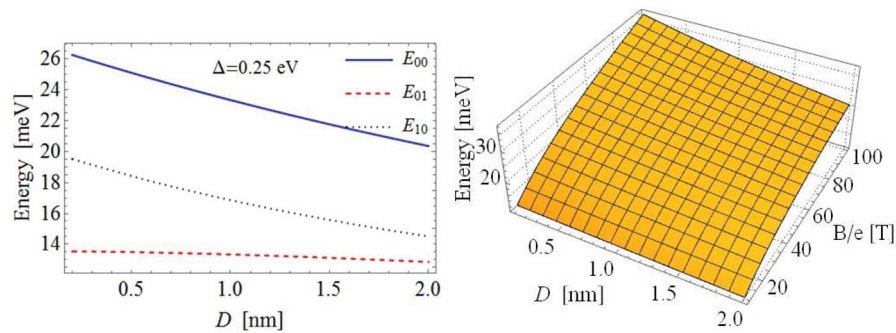 26
24
22
20
18
16
14
Energy [meV]
Δ=0.25 eV
E₀₀
E₀₁
E₁₀
0.5
1.0
1.5
2.0
D [nm]
Energy [meV]
30
20
0.5
1.0
1.5
2.0
D [nm]
100
80
60
40
20
B/e [T]